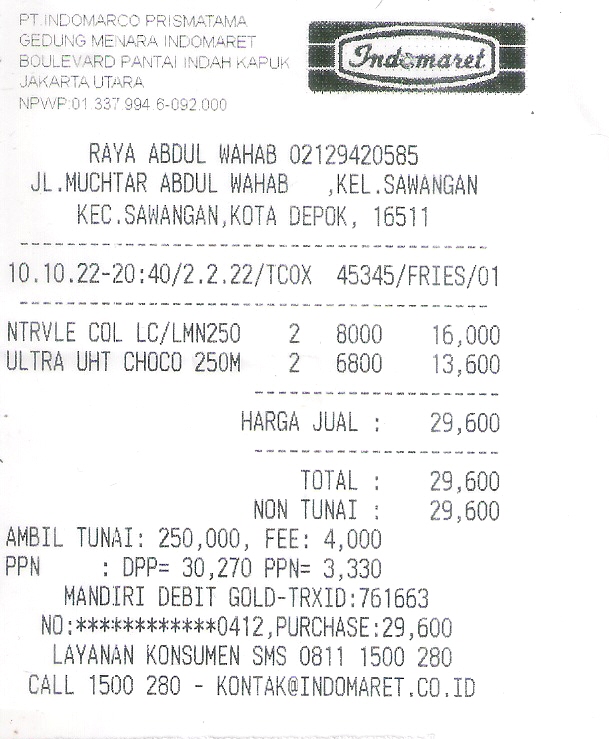 PT.INDOMARCO PRISMATAMA
GEDUNG MENARA INDOMARET
BOULEVARD PANTAI INDAH KAPUK
JAKARTA UTARA
NPWP:01.337.994.6-092.000
Indomaret
RAYA ABDUL WAHAB 02129420585
JL.MUCHTAR ABDUL WAHAB ,KEL.SAWANGAN
KEC.SAWANGAN,KOTA DEPOK, 16511
10.10.22-20:40/2.2.22/TCOX 45345/FRIES/01
NTRVLE COL LC/LMN250 2 8000 16,000
ULTRA UHT CHOCO 250M 2 6800 13,600
HARGA JUAL : 29,600
TOTAL : 29,600
NON TUNAI : 29,600
AMBIL TUNAI: 250,000, FEE: 4,000
PPN : DPP= 30,270 PPN= 3,330
MANDIRI DEBIT GOLD-TRXID:761663
NO:************0412,PURCHASE:29,600
LAYANAN KONSUMEN SMS 0811 1500 280
CALL 1500 280 - KONTAK@INDOMARET.CO.ID